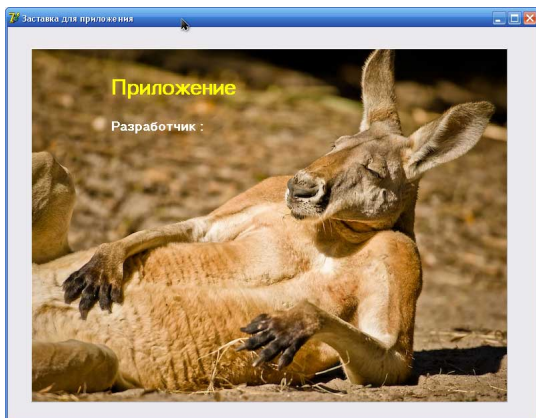 Заставка для приложения
Приложение
Разработчик :